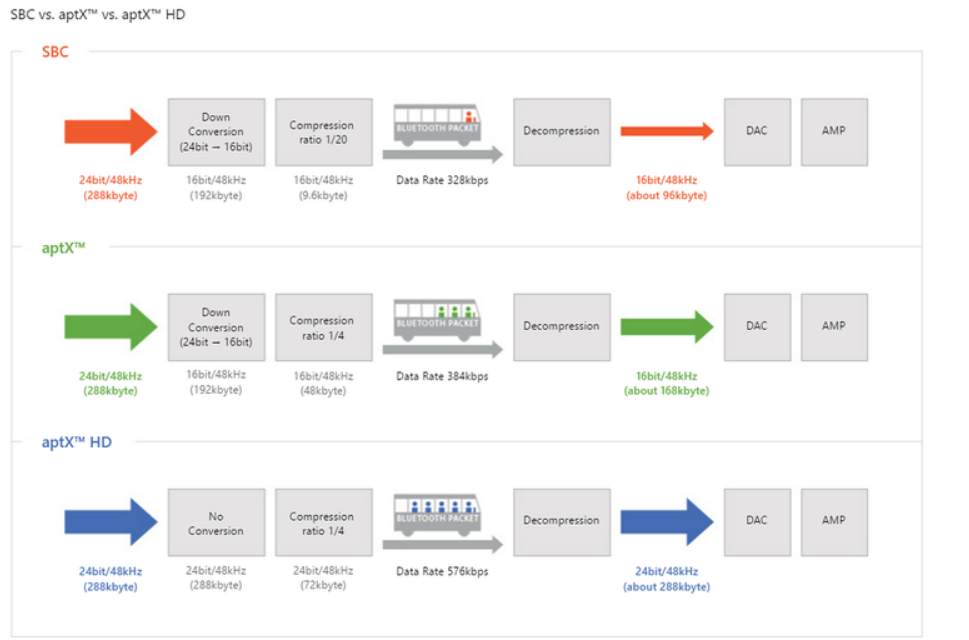 SBC vs. aptX™ vs. aptX™ HD
SBC
Down
Conversion
(24bit → 16bit)
Compression
ratio 1/20
BLUETOOTH PACKET
Decompression
DAC
AMP
24bit/48kHz
(288kbyte)
16bit/48kHz
(192kbyte)
16bit/48kHz
(9.6kbyte)
Data Rate 328kbps
16bit/48kHz
(about 96kbyte)
aptX™
Down
Conversion
(24bit → 16bit)
Compression
ratio 1/4
BLUETOOTH PACKET
Decompression
DAC
AMP
24bit/48kHz
(288kbyte)
16bit/48kHz
(192kbyte)
16bit/48kHz
(48kbyte)
Data Rate 384kbps
16bit/48kHz
(about 168kbyte)
aptX™ HD
No
Conversion
Compression
ratio 1/4
BLUETOOTH PACKET
Decompression
DAC
AMP
24bit/48kHz
(288kbyte)
24bit/48kHz
(288kbyte)
24bit/48kHz
(72kbyte)
Data Rate 576kbps
24bit/48kHz
(about 288kbyte)